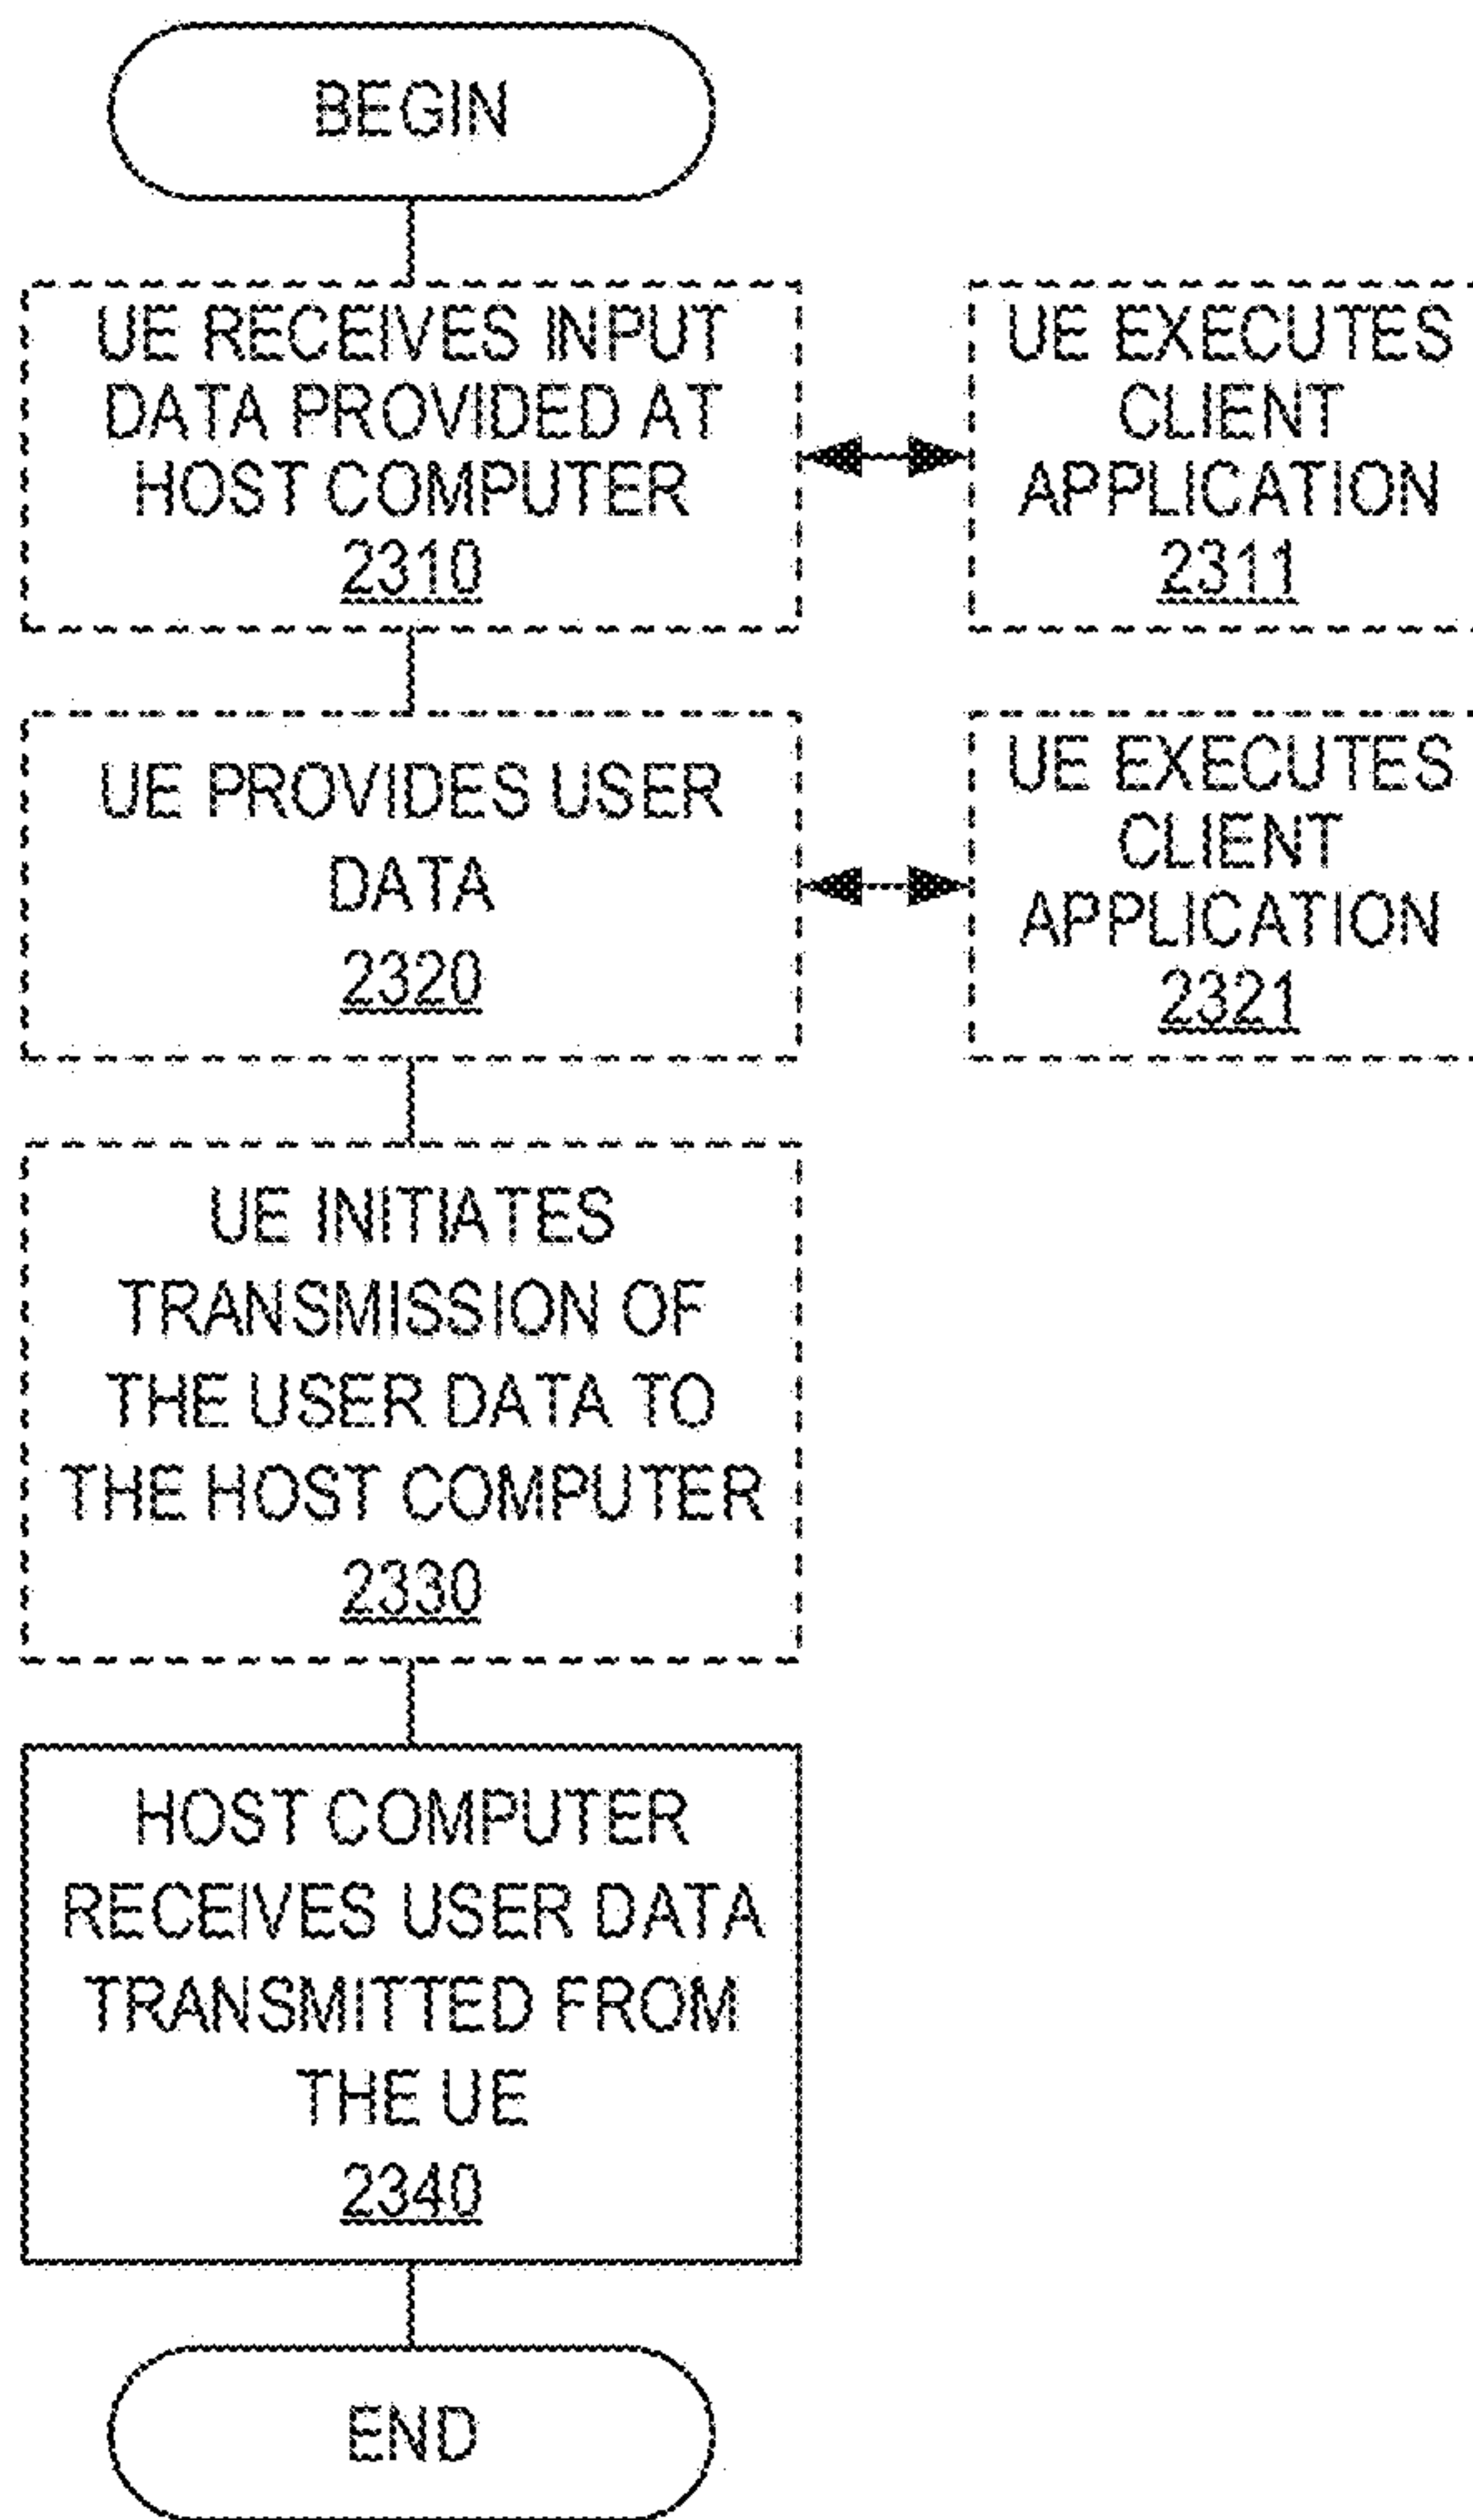 BEGIN
UE RECEIVES INPUT
DATA PROVIDED AT
HOST COMPUTER
2310
UE EXECUTES
CLIENT
APPLICATION
2311
UE PROVIDES USER
DATA
2320
UE EXECUTES
CLIENT
APPLICATION
2321
UE INITIATES
TRANSMISSION OF
THE USER DATA TO
THE HOST COMPUTER
2330
HOST COMPUTER
RECEIVES USER DATA
TRANSMITTED FROM
THE UE
2340
END